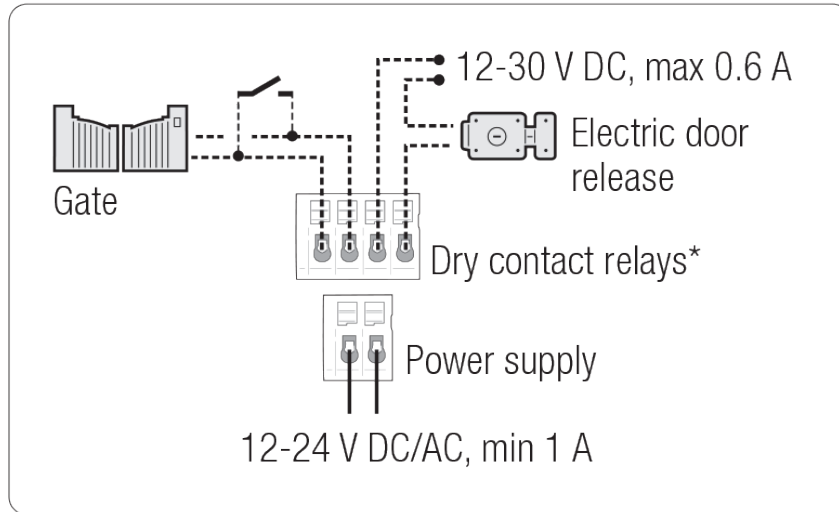 12-30 V DC, max 0.6 A
Electric door
release
Gate
Dry contact relays*
Power supply
12-24 V DC/AC, min 1 A